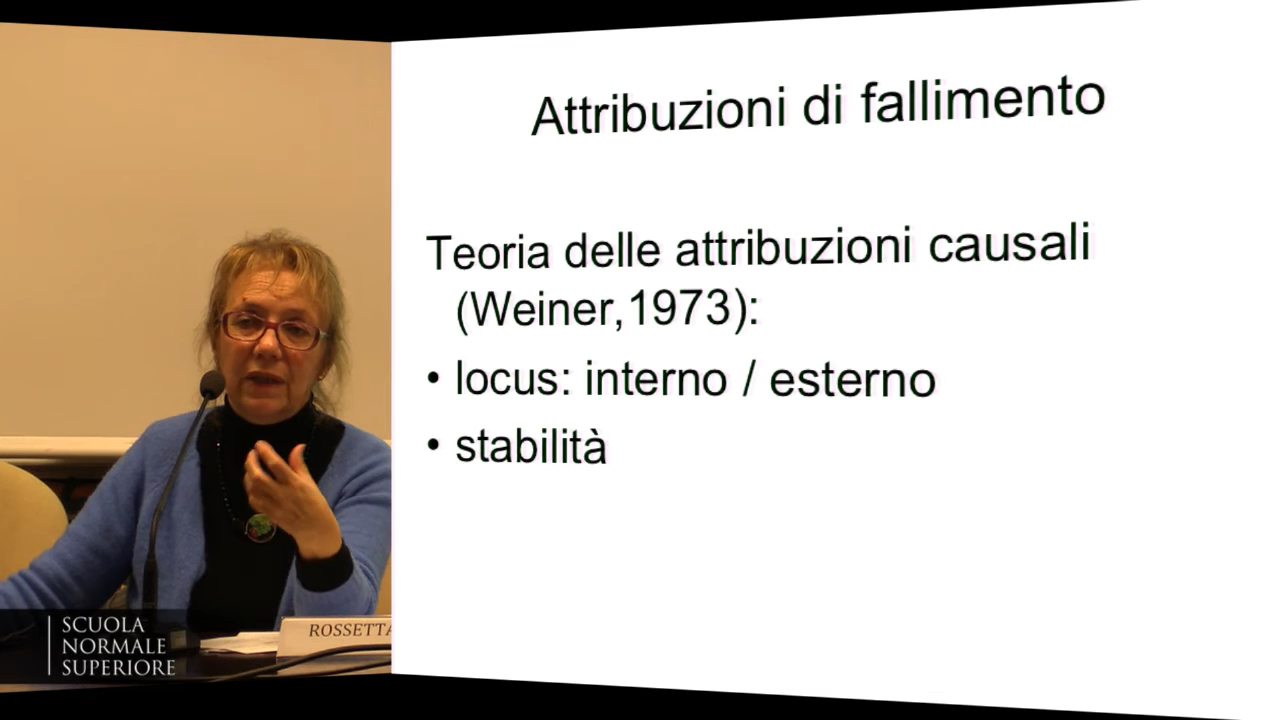 Attribuzioni di fallimento
Teoria delle attribuzioni causali
(Weiner,1973):
• locus: interno / esterno
• stabilità
SCUOLA
NORMALE
SUPERIORE
ROSSETTA